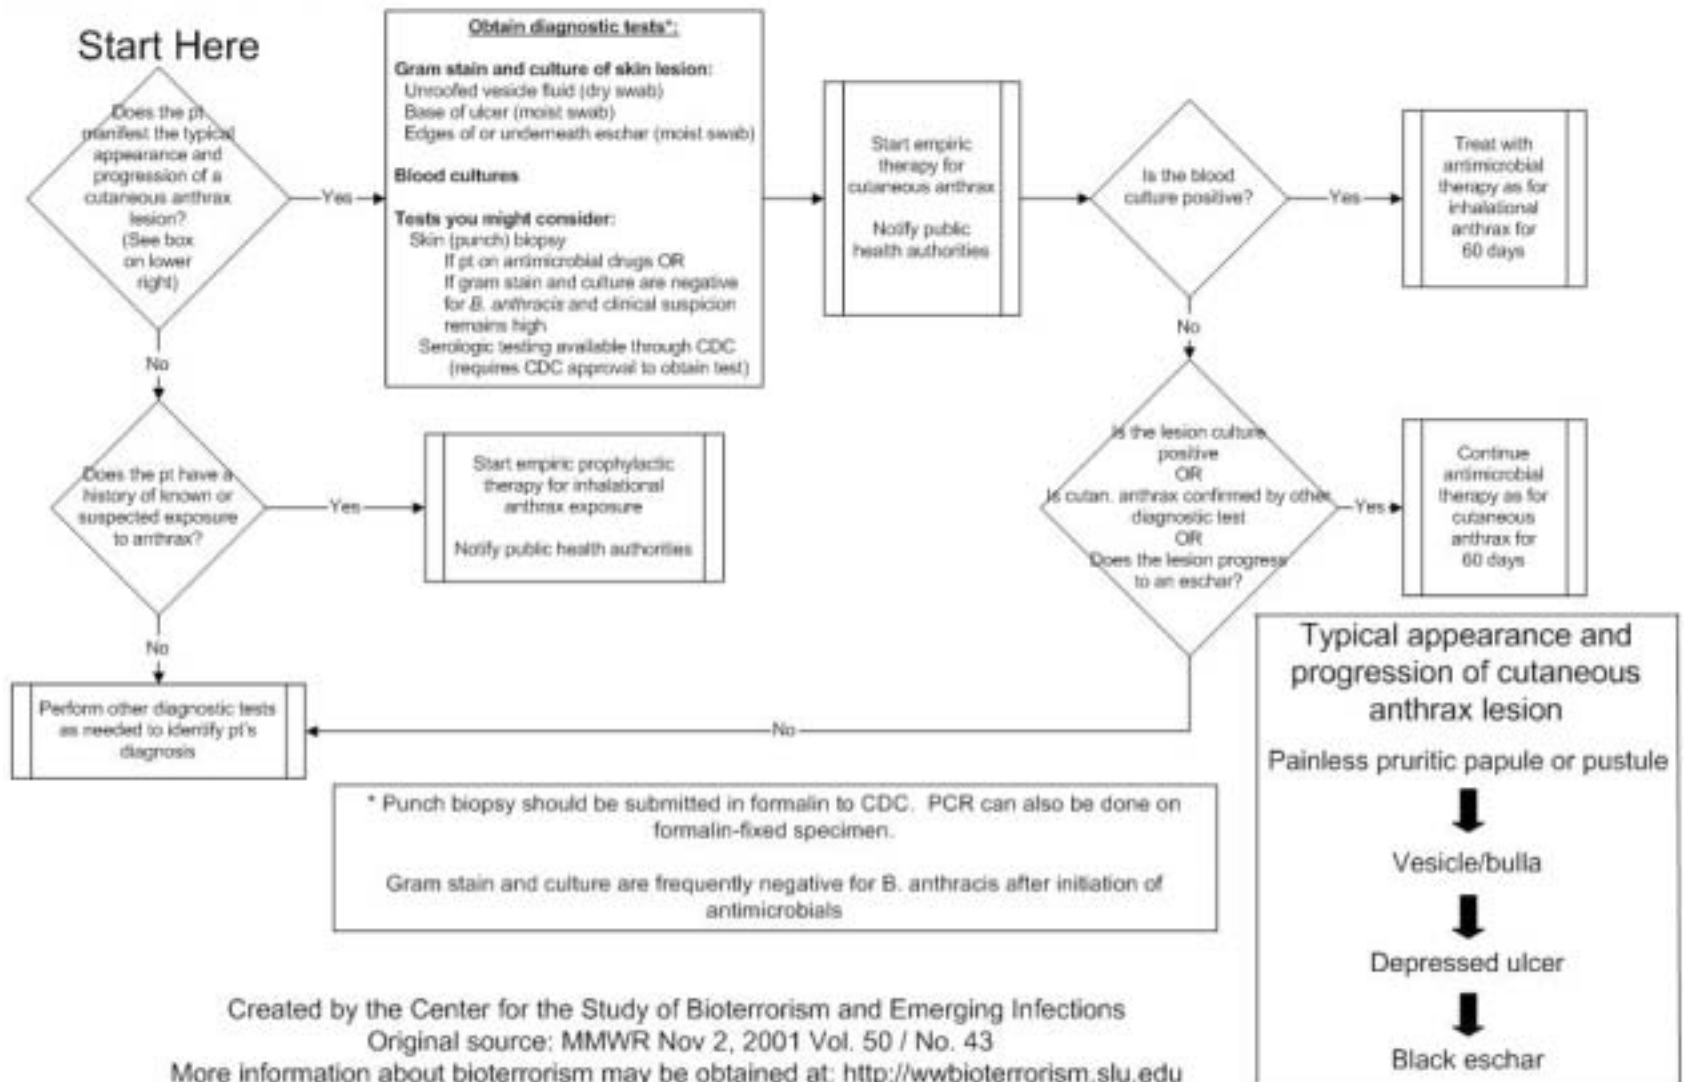 Start Here
Does the pt
manifest the typical
appearance and
progression of a
cutaneous anthrax
lesion?
(See box
on lower
right)
Yes
No
Obtain diagnostic tests*:
Gram stain and culture of skin lesion:
Unroofed vesicle fluid (dry swab)
Base of ulcer (moist swab)
Edges of or underneath eschar (moist swab)
Blood cultures
Tests you might consider:
Skin (punch) biopsy
If pt on antimicrobial drugs OR
If gram stain and culture are negative
for B. anthracis and clinical suspicion
remains high
Serologic testing available through CDC
(requires CDC approval to obtain test)
Start empiric
therapy for
cutaneous anthrax
Notify public
health authorities
Is the blood
culture positive?
Yes
No
Treat with
antimicrobial
therapy as for
inhalational
anthrax for
60 days
Does the pt have a
history of known or
suspected exposure
to anthrax?
Yes
No
Start empiric prophylactic
therapy for inhalational
anthrax exposure
Notify public health authorities
Is the lesion culture
positive
OR
Is cutan. anthrax confirmed by other
diagnostic test
OR
Does the lesion progress
to an eschar?
Yes
No
Continue
antimicrobial
therapy as for
cutaneous
anthrax for
60 days
Perform other diagnostic tests
as needed to identify pt's
diagnosis
* Punch biopsy should be submitted in formalin to CDC. PCR can also be done on
formalin-fixed specimen.
Gram stain and culture are frequently negative for B. anthracis after initiation of
antimicrobials
Typical appearance and
progression of cutaneous
anthrax lesion
Painless pruritic papule or pustule
Vesicle/bulla
Depressed ulcer
Black eschar
Created by the Center for the Study of Bioterrorism and Emerging Infections
Original source: MMWR Nov 2, 2001 Vol. 50 / No. 43
More information about bioterrorism may be obtained at: http://wwbioterrorism.slu.edu